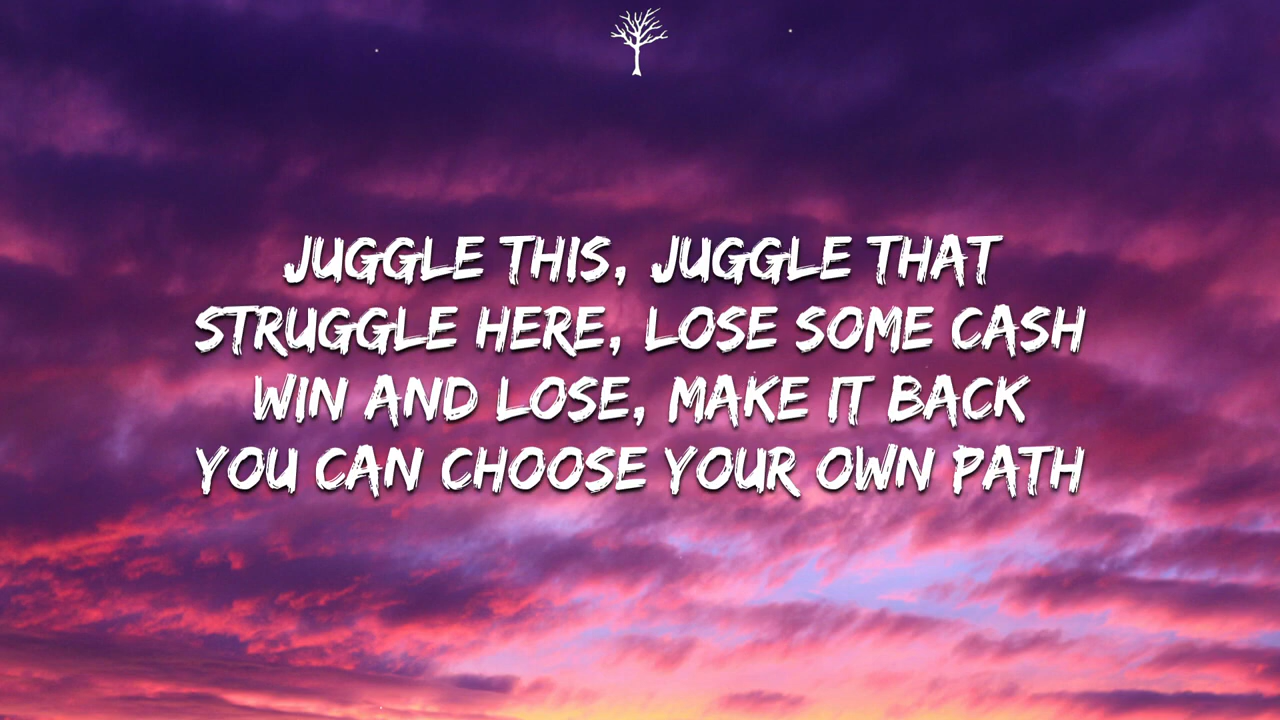 JUGGLE THIS, JUGGLE THAT
STRUGGLE HERE, LOSE SOME CASH
WIN AND LOSE, MAKE IT BACK
YOU CAN CHOOSE YOUR OWN PATH